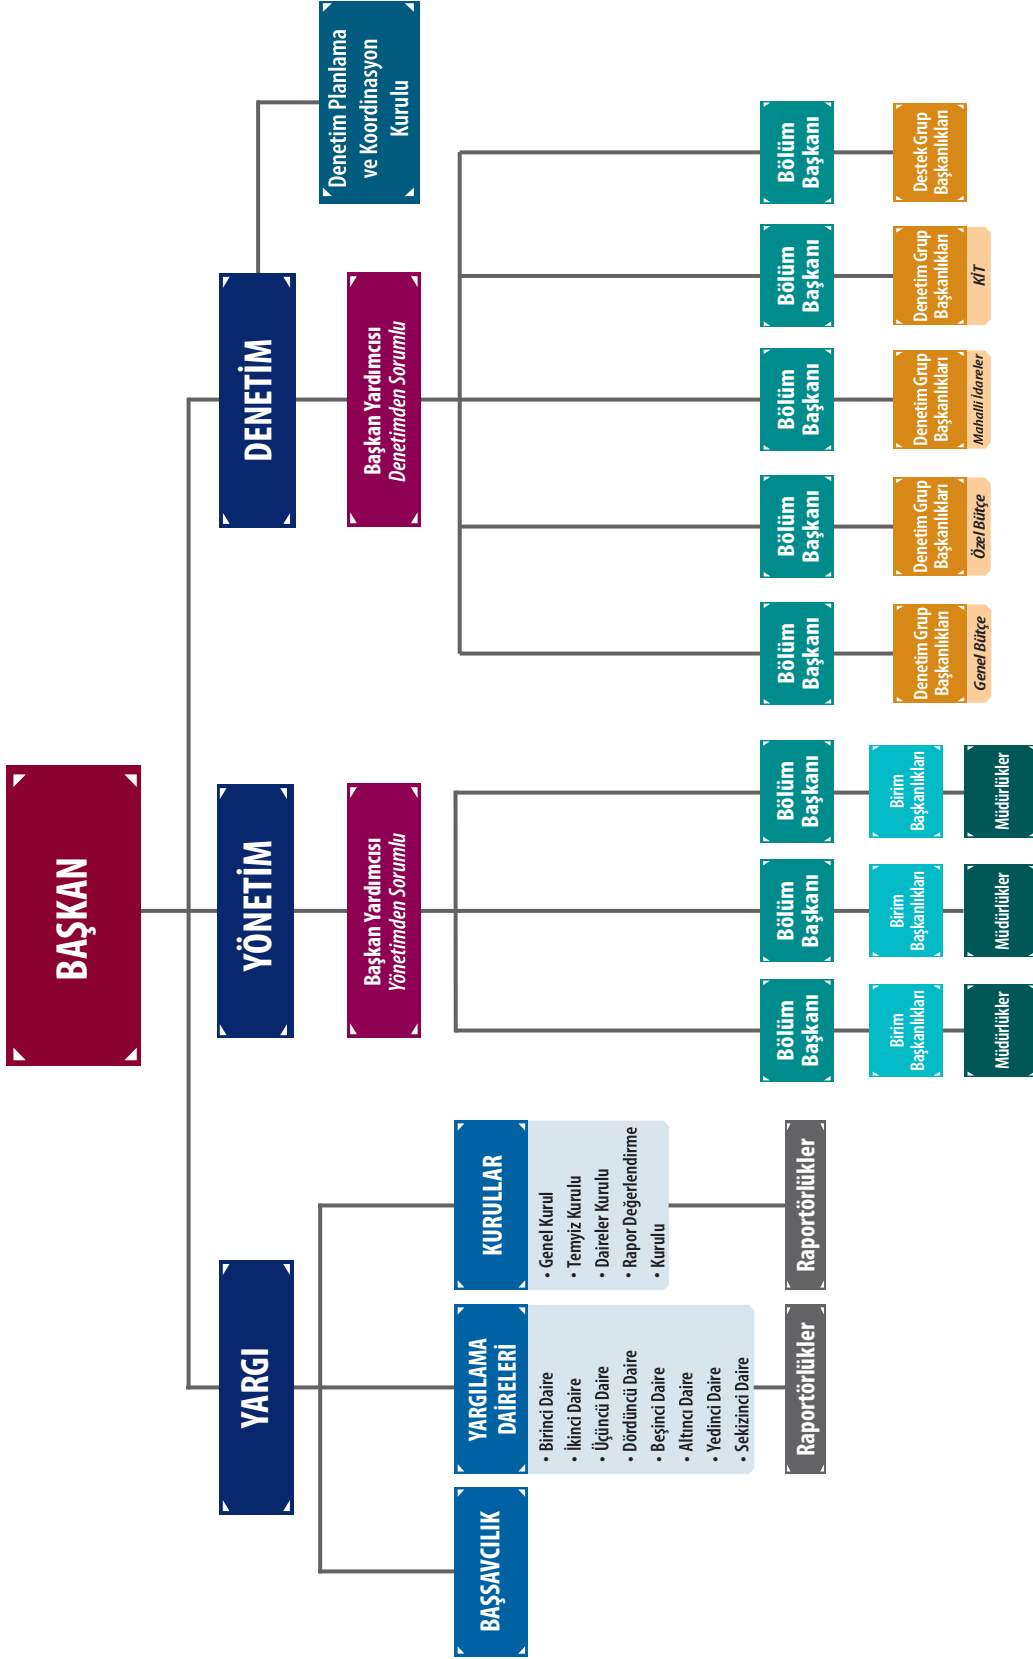 BAŞKAN
YARGI
YÖNETİM
DENETİM
Denetim Planlama
ve Koordinasyon
Kurulu
Başkan Yardımcısı
Yönetimden Sorumlu
Başkan Yardımcısı
Denetimden Sorumlu
BAŞSAVCILIK
YARGILAMA
DAİRELERİ
• Birinci Daire
• İkinci Daire
• Üçüncü Daire
• Dördüncü Daire
• Beşinci Daire
• Altıncı Daire
• Yedinci Daire
• Sekizinci Daire
Raportörlükler
KURULLAR
• Genel Kurul
• Temyiz Kurulu
• Daireler Kurulu
• Rapor Değerlendirme
• Kurulu
Raportörlükler
Bölüm
Başkanı
Birim
Başkanlıkları
Müdürlükler
Bölüm
Başkanı
Birim
Başkanlıkları
Müdürlükler
Bölüm
Başkanı
Birim
Başkanlıkları
Müdürlükler
Bölüm
Başkanı
Denetim Grup
Başkanlıkları
Genel Bütçe
Bölüm
Başkanı
Denetim Grup
Başkanlıkları
Özel Bütçe
Bölüm
Başkanı
Denetim Grup
Başkanlıkları
Mahalli İdareler
Bölüm
Başkanı
Denetim Grup
Başkanlıkları
KİT
Bölüm
Başkanı
Destek Grup
Başkanlıkları